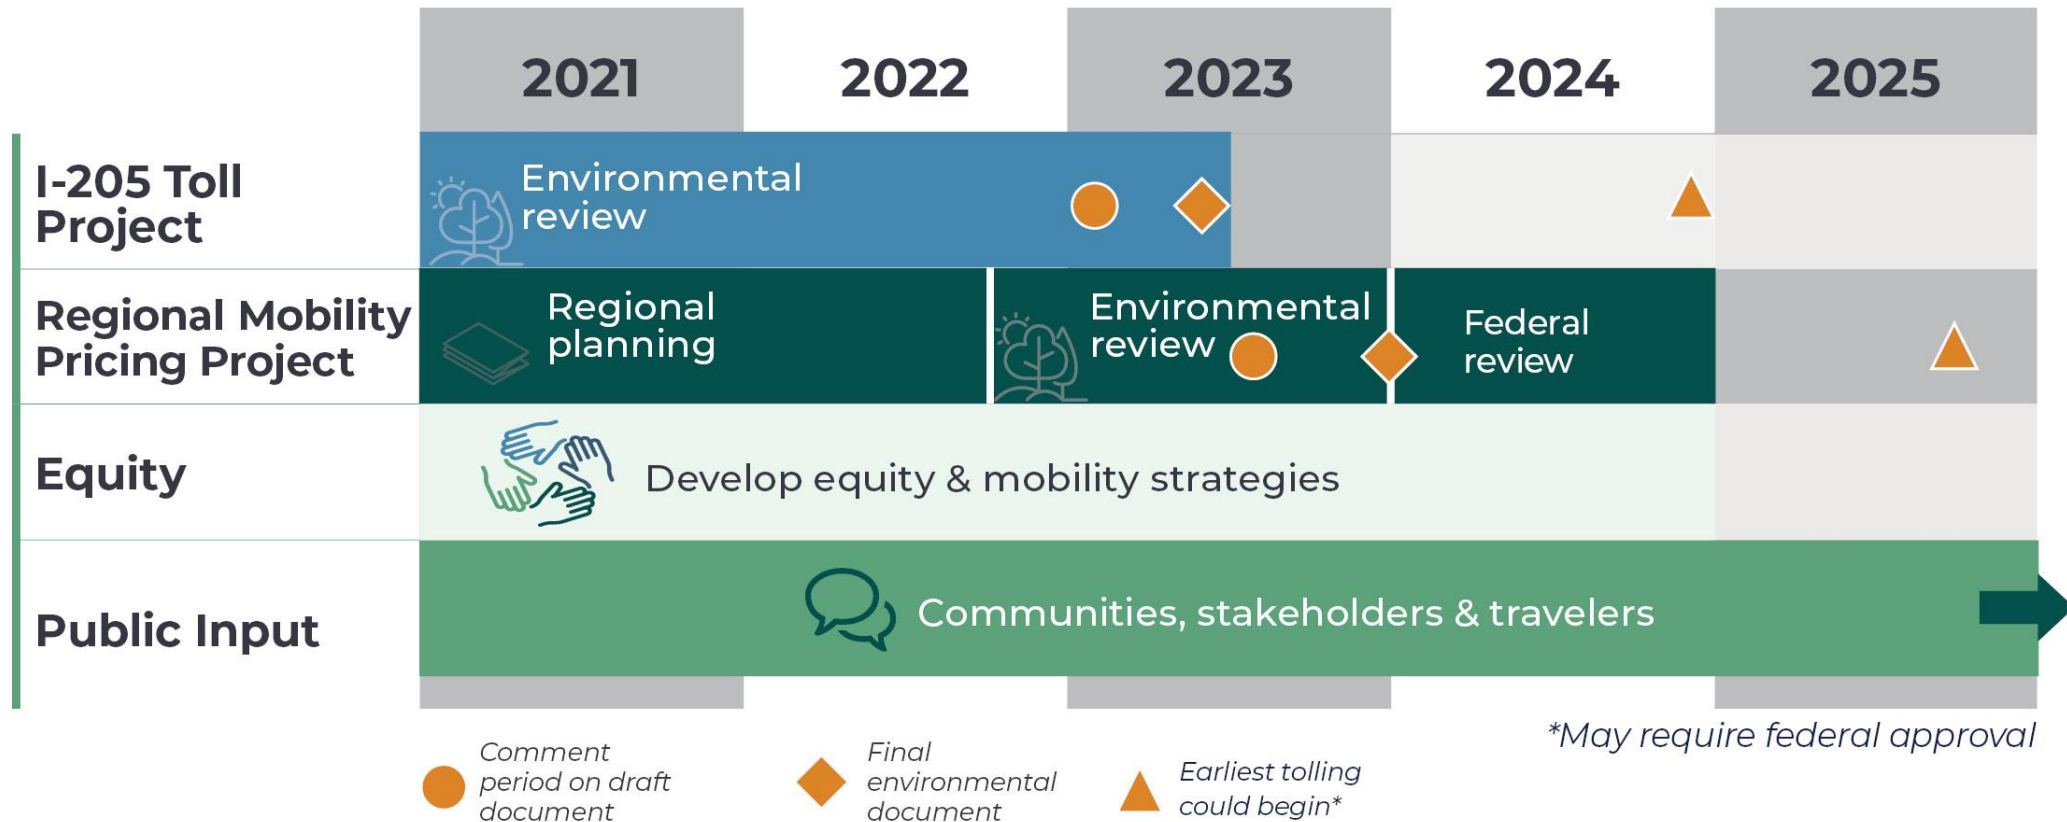 2021 2022 2023 2024 2025
I-205 Toll
Project
Environmental
review
Regional Mobility
Pricing Project
Regional
planning
Environmental
review
Federal
review
Equity
Develop equity & mobility strategies
Public Input
Communities, stakeholders & travelers
*May require federal approval
Comment
period on draft
document
Final
environmental
document
Earliest tolling
could begin*